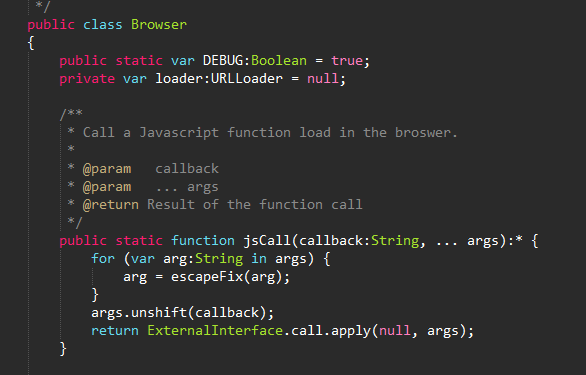 */
public class Browser
{
public static var DEBUG:Boolean = true;
private var loader:URLLoader = null;
/**
* Call a Javascript function load in the broswer.
*
* @param callback
* @param ... args
* @return Result of the function call
*/
public static function jsCall(callback:String, ... args):* {
for (var arg:String in args) {
arg = escapeFix(arg);
}
args.unshift(callback);
return ExternalInterface.call.apply(null, args);
}